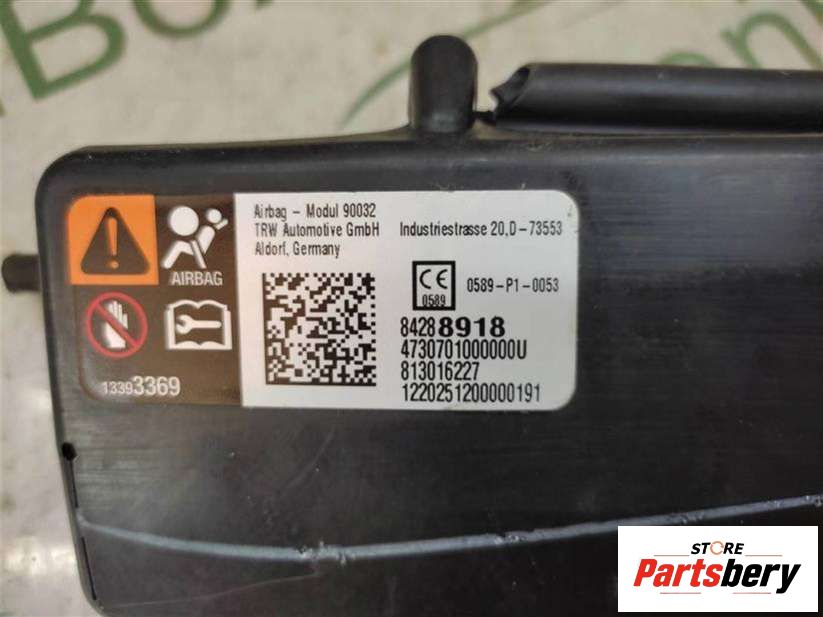 AIRBAG
13393369
Airbag - Modul 90032
TRW Automotive GmbH
Aldorf, Germany
Industriestrasse 20,D-73553
CE
0589
0589-P1-0053
84288918
4730701000000U
813016227
1220251200000191
STORE
Partsbery